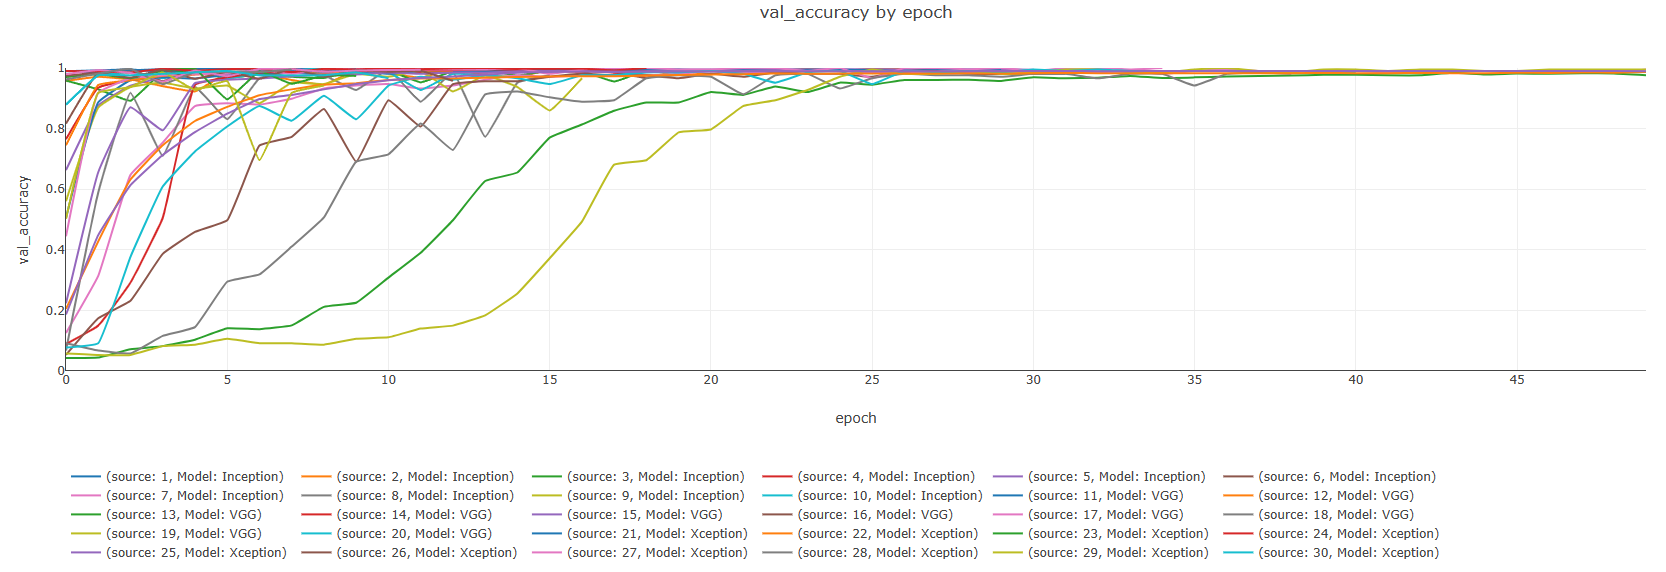 val_accuracy by epoch
1
0.8
0.6
0.4
0.2
0
val_accuracy
0 5 10 15 20 25 30 35 40 45
epoch
(source: 1, Model: Inception) (source: 2, Model: Inception) (source: 3, Model: Inception) (source: 4, Model: Inception) (source: 5, Model: Inception) (source: 6, Model: Inception)
(source: 7, Model: Inception) (source: 8, Model: Inception) (source: 9, Model: Inception) (source: 10, Model: Inception) (source: 11, Model: VGG) (source: 12, Model: VGG)
(source: 13, Model: VGG) (source: 14, Model: VGG) (source: 15, Model: VGG) (source: 16, Model: VGG) (source: 17, Model: VGG) (source: 18, Model: VGG)
(source: 19, Model: VGG) (source: 20, Model: VGG) (source: 21, Model: Xception) (source: 22, Model: Xception) (source: 23, Model: Xception) (source: 24, Model: Xception)
(source: 25, Model: Xception) (source: 26, Model: Xception) (source: 27, Model: Xception) (source: 28, Model: Xception) (source: 29, Model: Xception) (source: 30, Model: Xception)